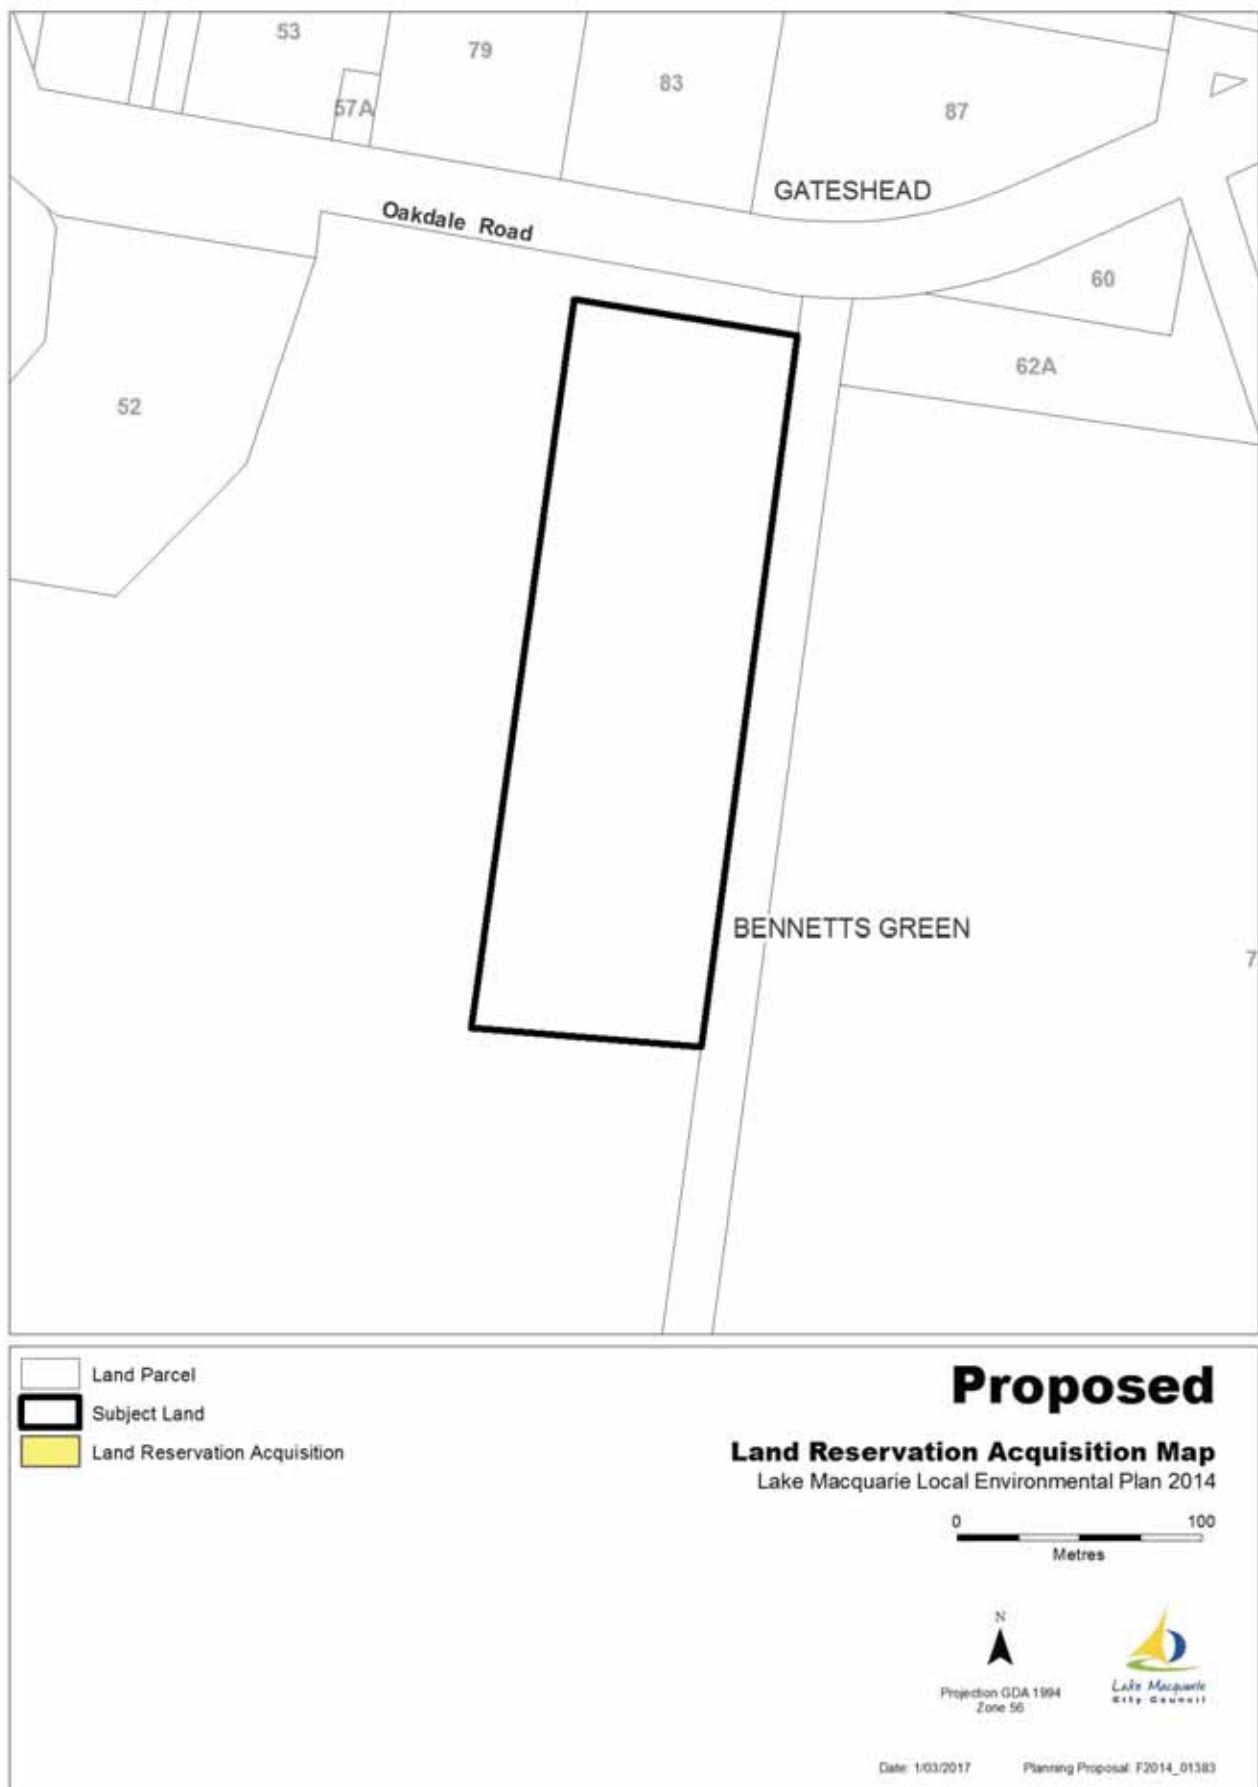 53
79
83
57A
87
GATESHEAD
Oakdale Road
60
62A
52
BENNETTS GREEN
7
Land Parcel
Subject Land
Land Reservation Acquisition
Proposed
Land Reservation Acquisition Map
Lake Macquarie Local Environmental Plan 2014
0 100
Metres
N
Projection GDA 1994
Zone 56
Lake Macquarie
City Council
Date: 1/03/2017 Planning Proposal: F2014_01383